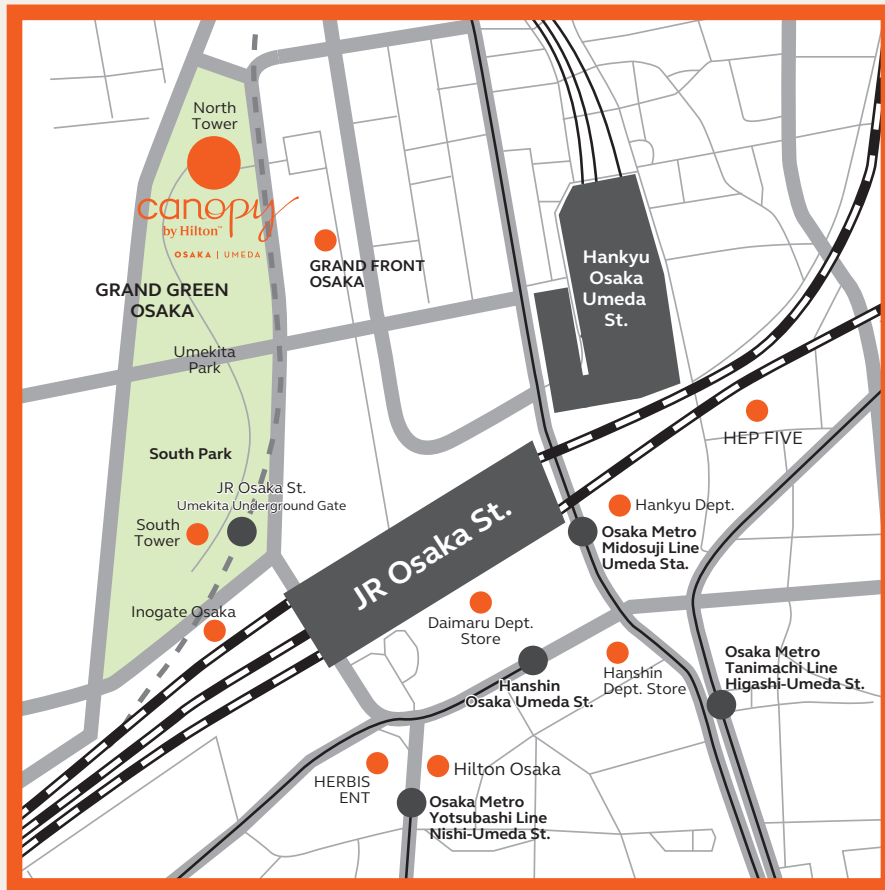 North
Tower
canopy
by Hilton™
OSAKA | UMEDA
GRAND FRONT
OSAKA
GRAND GREEN
OSAKA
Hankyu
Osaka
Umeda
St.
Umekita
Park
HEP FIVE
South Park
JR Osaka St.
Umekita Underground Gate
South
Tower
JR Osaka St.
Hankyu Dept.
Osaka Metro
Midosuji Line
Umeda Sta.
Inogate Osaka
Daimaru Dept.
Store
Hanshin
Osaka Umeda St.
Hanshin
Dept. Store
Osaka Metro
Tanimachi Line
Higashi-Umeda St.
HERBIS
ENT
Hilton Osaka
Osaka Metro
Yotsubashi Line
Nishi-Umeda St.